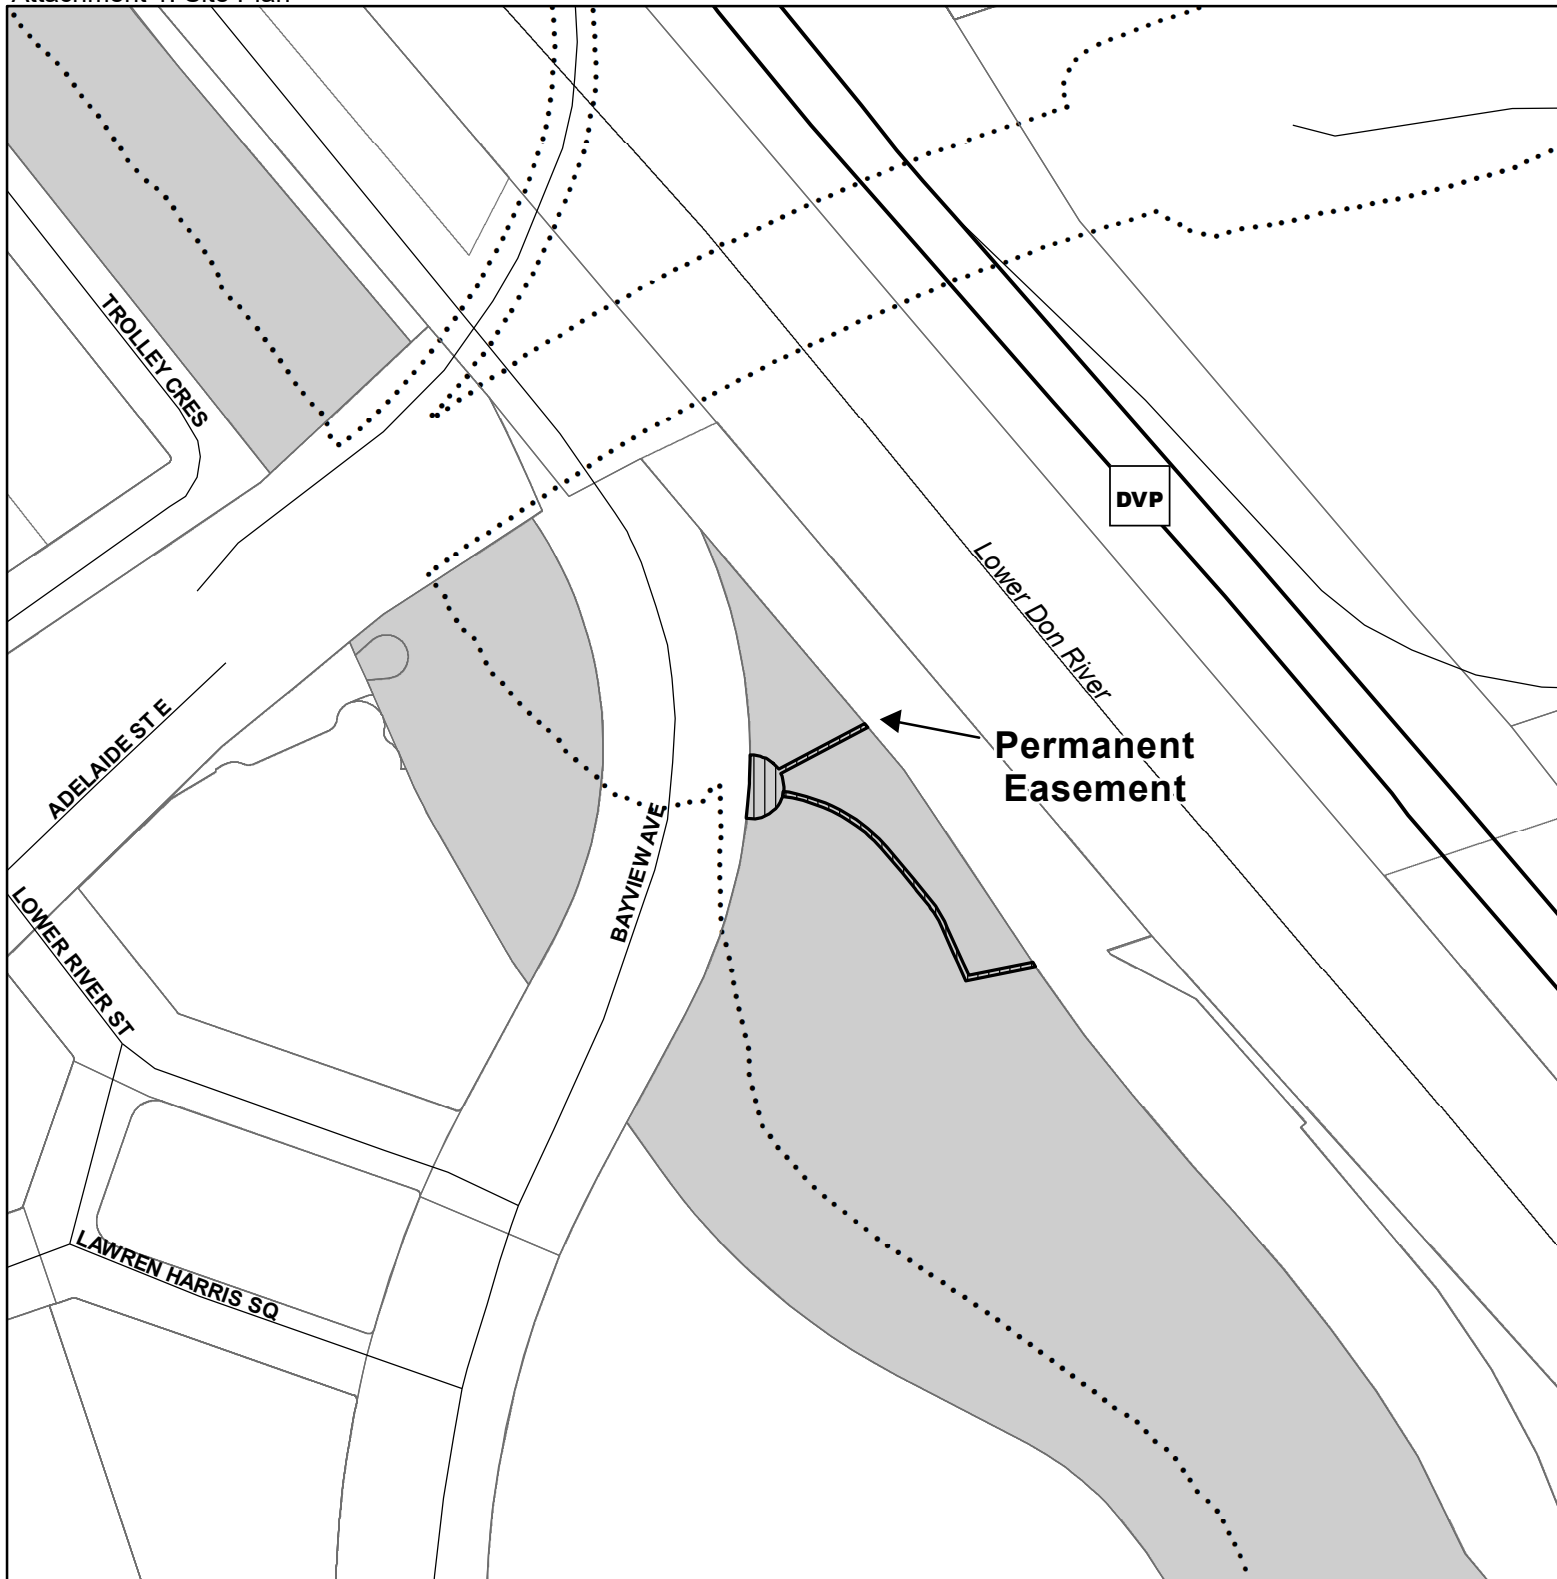 Attachment 1: Site Plan
TROLLEY CRES
DVP
Lower Don River
Permanent
Easement
ADELAIDE ST E
BAYVIEW AVE
LOWER RIVER ST
LAWREN HARRIS SQ